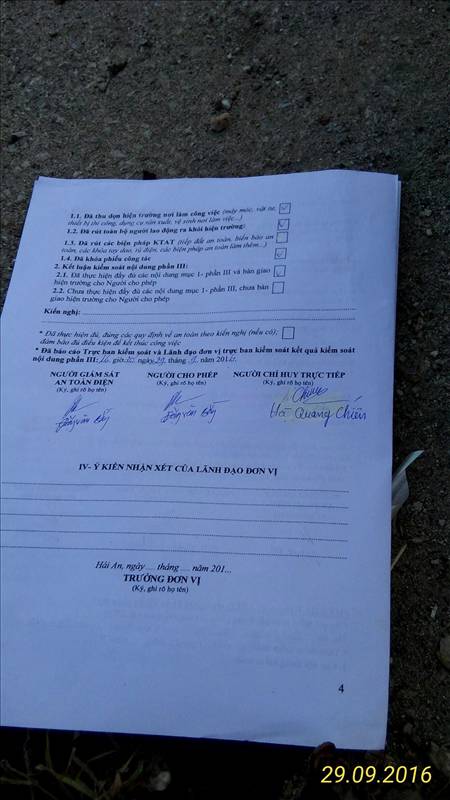 1.1. Đã thu dọn hiện trường nơi làm công việc (máy móc, vật tư,
thiết bị thi công, dụng cụ sản xuất, vệ sinh nơi làm việc...)
1.2. Đã rút toàn bộ người lao động ra khỏi hiện trường:
1.3. Đã rút các biện pháp KTAT (tiếp đất an toàn, biển báo an
toàn, các khóa tay dao, tủ điện, các biện pháp an toàn làm thêm...)
1.4. Đã khóa phiếu công tác
2. Kết luận kiểm soát nội dung phần III:
2.1. Đã thực hiện đầy đủ các nội dung mục 1- phần III và bàn giao
hiện trường cho Người cho phép
2.2. Chưa thực hiện đầy đủ các nội dung mục 1- phần III, chưa bàn
giao hiện trường cho Người cho phép
Kiến nghị:
* Đã thực hiện đủ, đúng các quy định về an toàn theo kiến nghị (nếu có);
đảm bảo đủ điều kiện để kết thúc công việc
* Đã báo cáo Trực ban kiểm soát và Lãnh đạo đơn vị trực ban kiểm soát kết quả kiểm soát
nội dung phần III: giờ ngày 29 tháng 9 năm 201
NGƯỜI GIÁM SÁT NGƯỜI CHO PHÉP NGƯỜI CHỈ HUY TRỰC TIẾP
AN TOÀN ĐIỆN (Ký, ghi rõ họ tên) (Ký, ghi rõ họ tên)
(Ký, ghi rõ họ tên)
Hà Quang Chiến
IV- Ý KIẾN NHẬN XÉT CỦA LÃNH ĐẠO ĐƠN VỊ
Hải An, ngày .... tháng .... năm 201...
TRƯỞNG ĐƠN VỊ
(Ký, ghi rõ họ tên)
4
29.09.2016